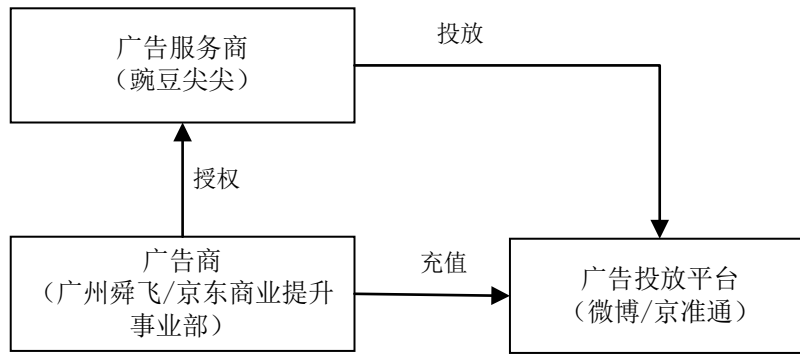 广告服务商
（豌豆尖尖）
投放
授权
广告商
（广州舜飞/京东商业提升
事业部）
充值
广告投放平台
（微博/京准通）